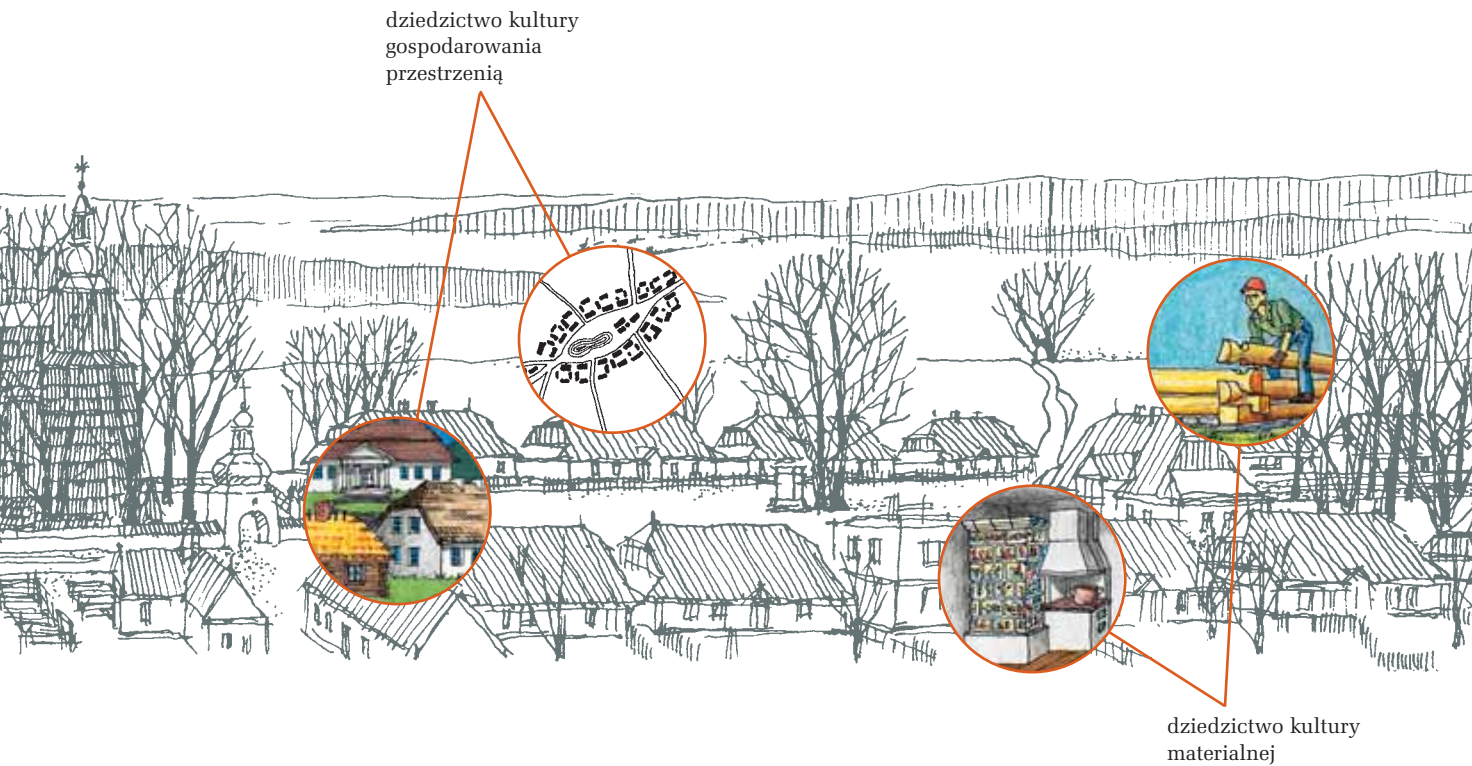 dziedzictwo kultury
gospodarowania
przestrzenią
dziedzictwo kultury
materialnej